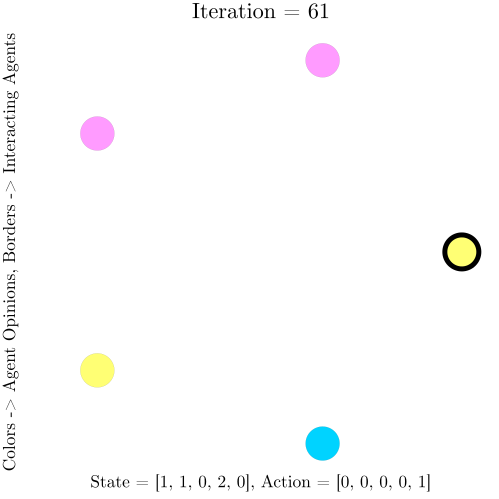 Iteration = 61
Colors -> Agent Opinions, Borders -> Interacting Agents
State = [1, 1, 0, 2, 0], Action = [0, 0, 0, 0, 1]